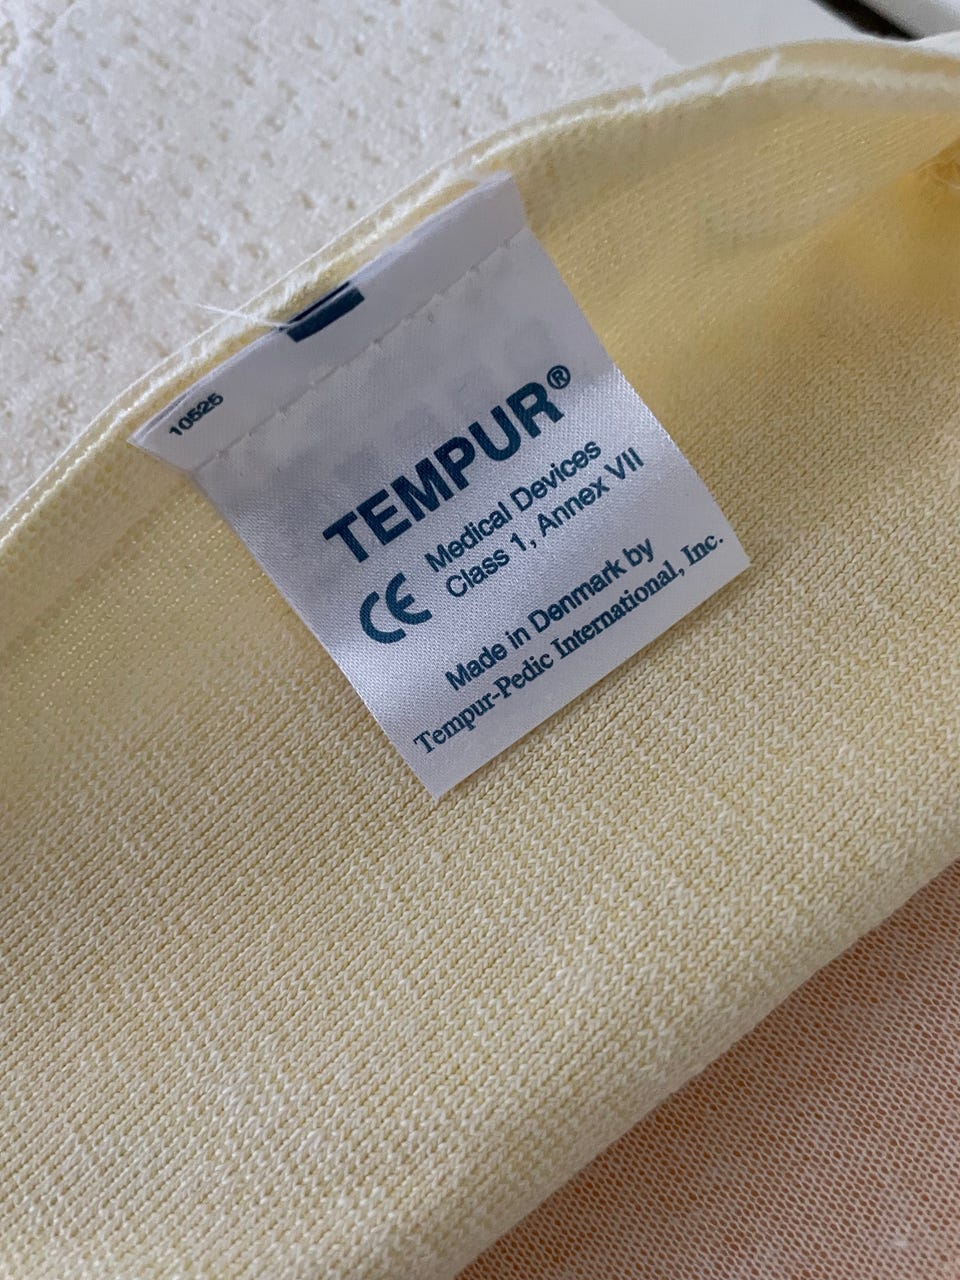 10525
TEMPUR®
CE Medical Devices
Class 1, Annex VII
Made in Denmark by
Tempur-Pedic International, Inc.